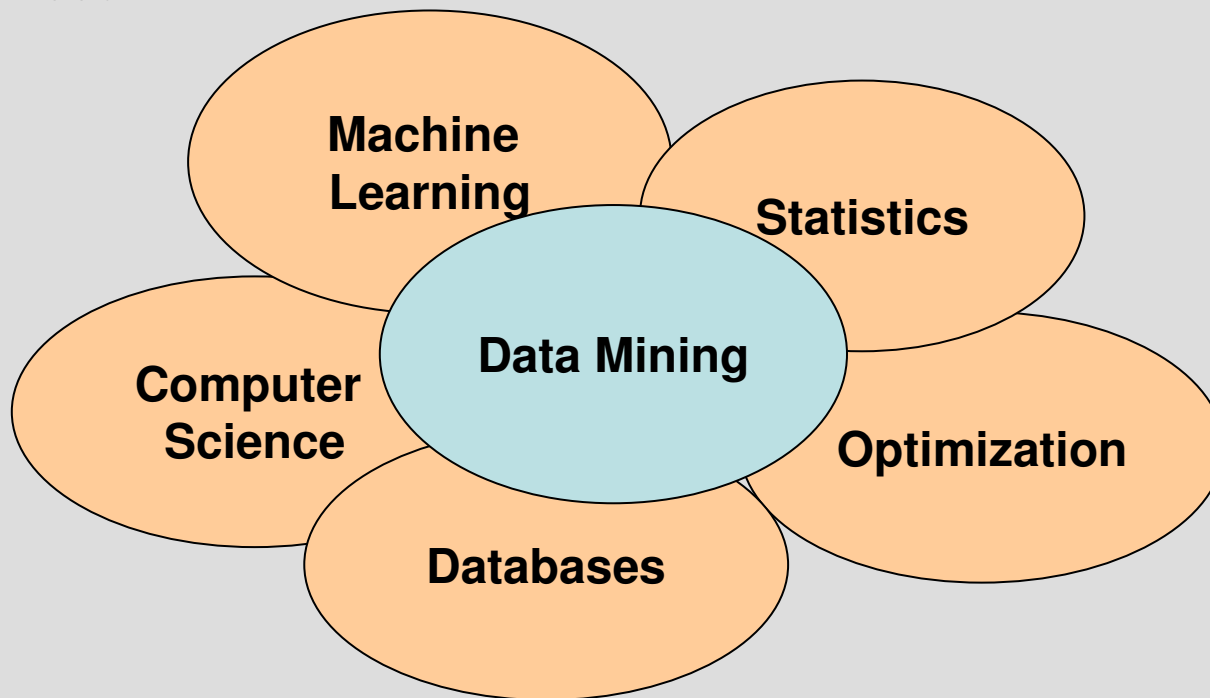 Machine
Learning
Statistics
Data Mining
Computer
Science
Optimization
Databases